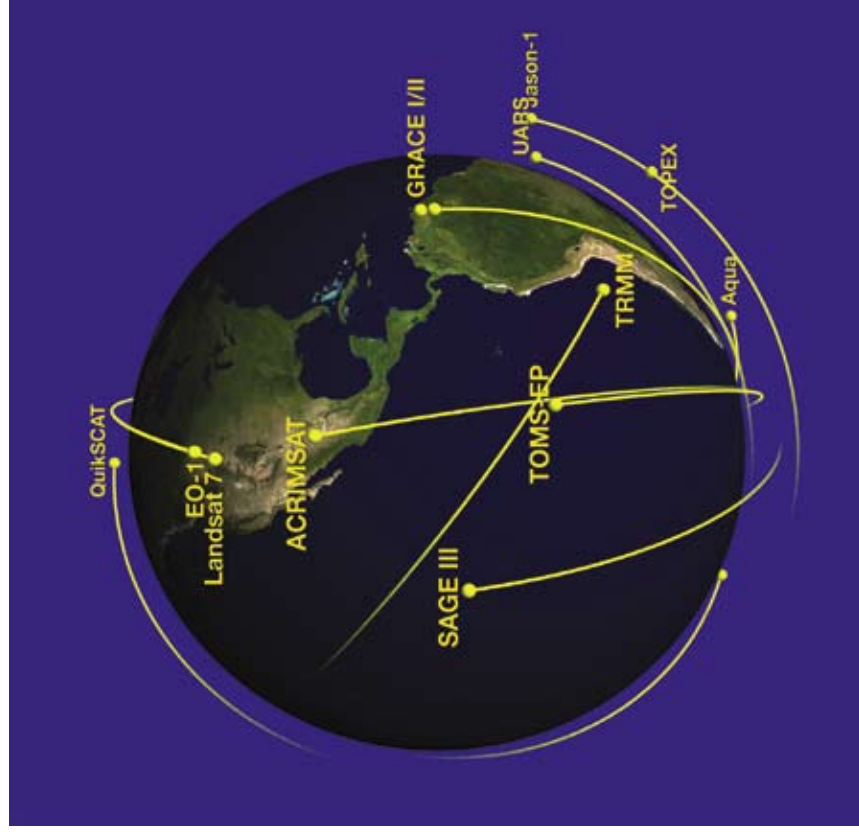 QuikSCAT
EO-1
Landsat 7
ACRIMSAT
GRACE I/II
UARS
Jason-1
TOPEX
Aqua
TRMM
TOMS-EP
SAGE III